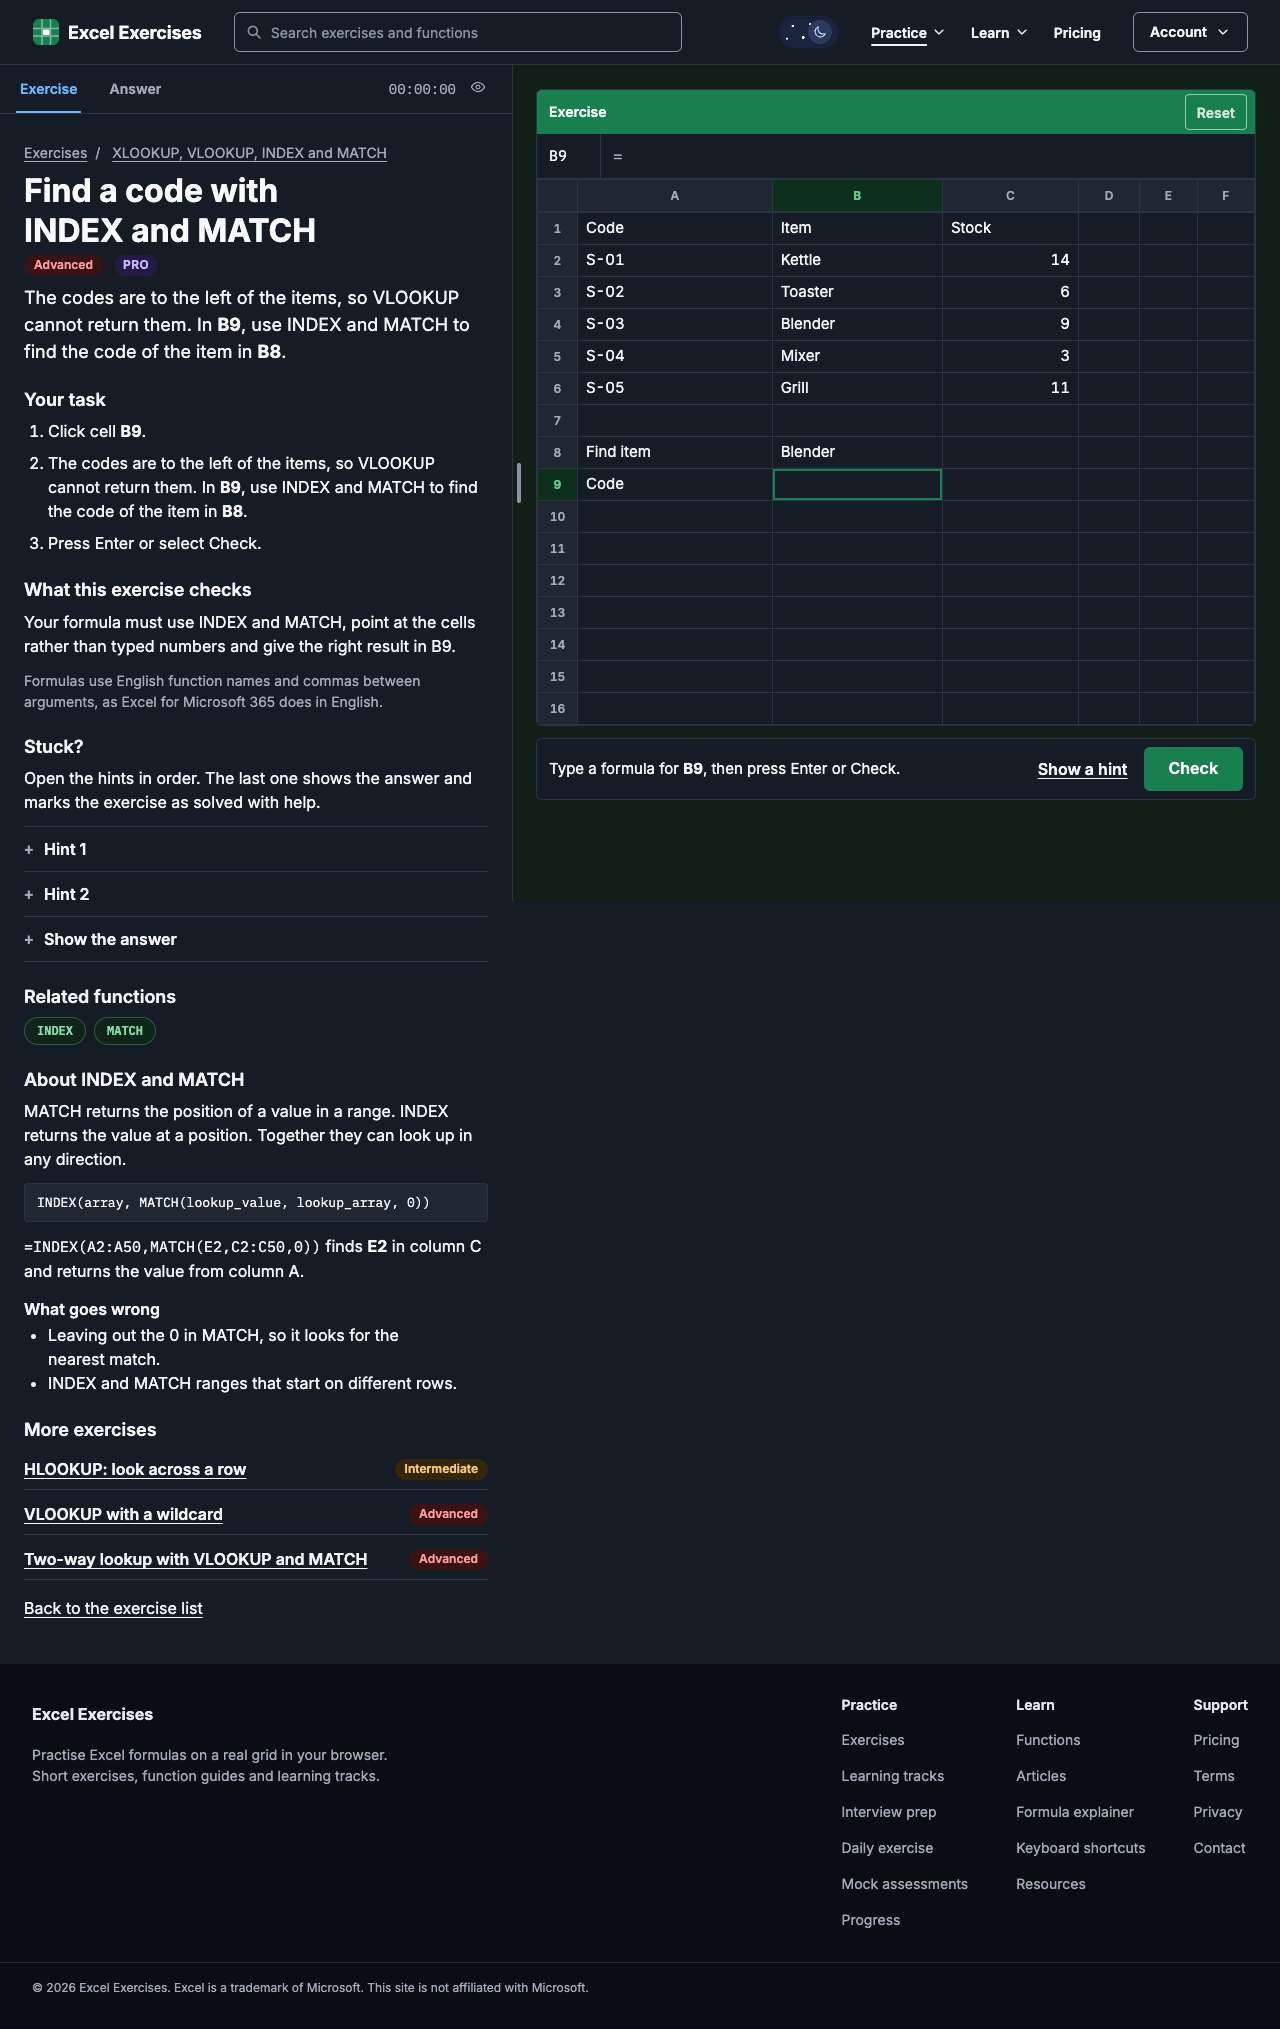 Excel Exercises
Search exercises and functions
Practice
Learn
Pricing
Account
Exercise
Answer
00:00:00
Exercises / XLOOKUP, VLOOKUP, INDEX and MATCH
Find a code with
INDEX and MATCH
Advanced
PRO
The codes are to the left of the items, so VLOOKUP
cannot return them. In B9, use INDEX and MATCH to
find the code of the item in B8.
Your task
1. Click cell B9.
2. The codes are to the left of the items, so VLOOKUP
cannot return them. In B9, use INDEX and MATCH to find
the code of the item in B8.
3. Press Enter or select Check.
What this exercise checks
Your formula must use INDEX and MATCH, point at the cells
rather than typed numbers and give the right result in B9.
Formulas use English function names and commas between
arguments, as Excel for Microsoft 365 does in English.
Stuck?
Open the hints in order. The last one shows the answer and
marks the exercise as solved with help.
+ Hint 1
+ Hint 2
+ Show the answer
Related functions
INDEX
MATCH
About INDEX and MATCH
MATCH returns the position of a value in a range. INDEX
returns the value at a position. Together they can look up in
any direction.
INDEX(array, MATCH(lookup_value, lookup_array, 0))
=INDEX(A2:A50,MATCH(E2,C2:C50,0)) finds E2 in column C
and returns the value from column A.
What goes wrong
• Leaving out the 0 in MATCH, so it looks for the
nearest match.
• INDEX and MATCH ranges that start on different rows.
More exercises
HLOOKUP: look across a row Intermediate
VLOOKUP with a wildcard Advanced
Two-way lookup with VLOOKUP and MATCH Advanced
Back to the exercise list
Exercise
Reset
B9 =
A B C D E F
1 Code Item Stock
2 S-01 Kettle 14
3 S-02 Toaster 6
4 S-03 Blender 9
5 S-04 Mixer 3
6 S-05 Grill 11
7
8 Find item Blender
9 Code
10
11
12
13
14
15
16
Type a formula for B9, then press Enter or Check.
Show a hint
Check
Excel Exercises
Practise Excel formulas on a real grid in your browser.
Short exercises, function guides and learning tracks.
Practice
Exercises
Learning tracks
Interview prep
Daily exercise
Mock assessments
Progress
Learn
Functions
Articles
Formula explainer
Keyboard shortcuts
Resources
Support
Pricing
Terms
Privacy
Contact
© 2026 Excel Exercises. Excel is a trademark of Microsoft. This site is not affiliated with Microsoft.